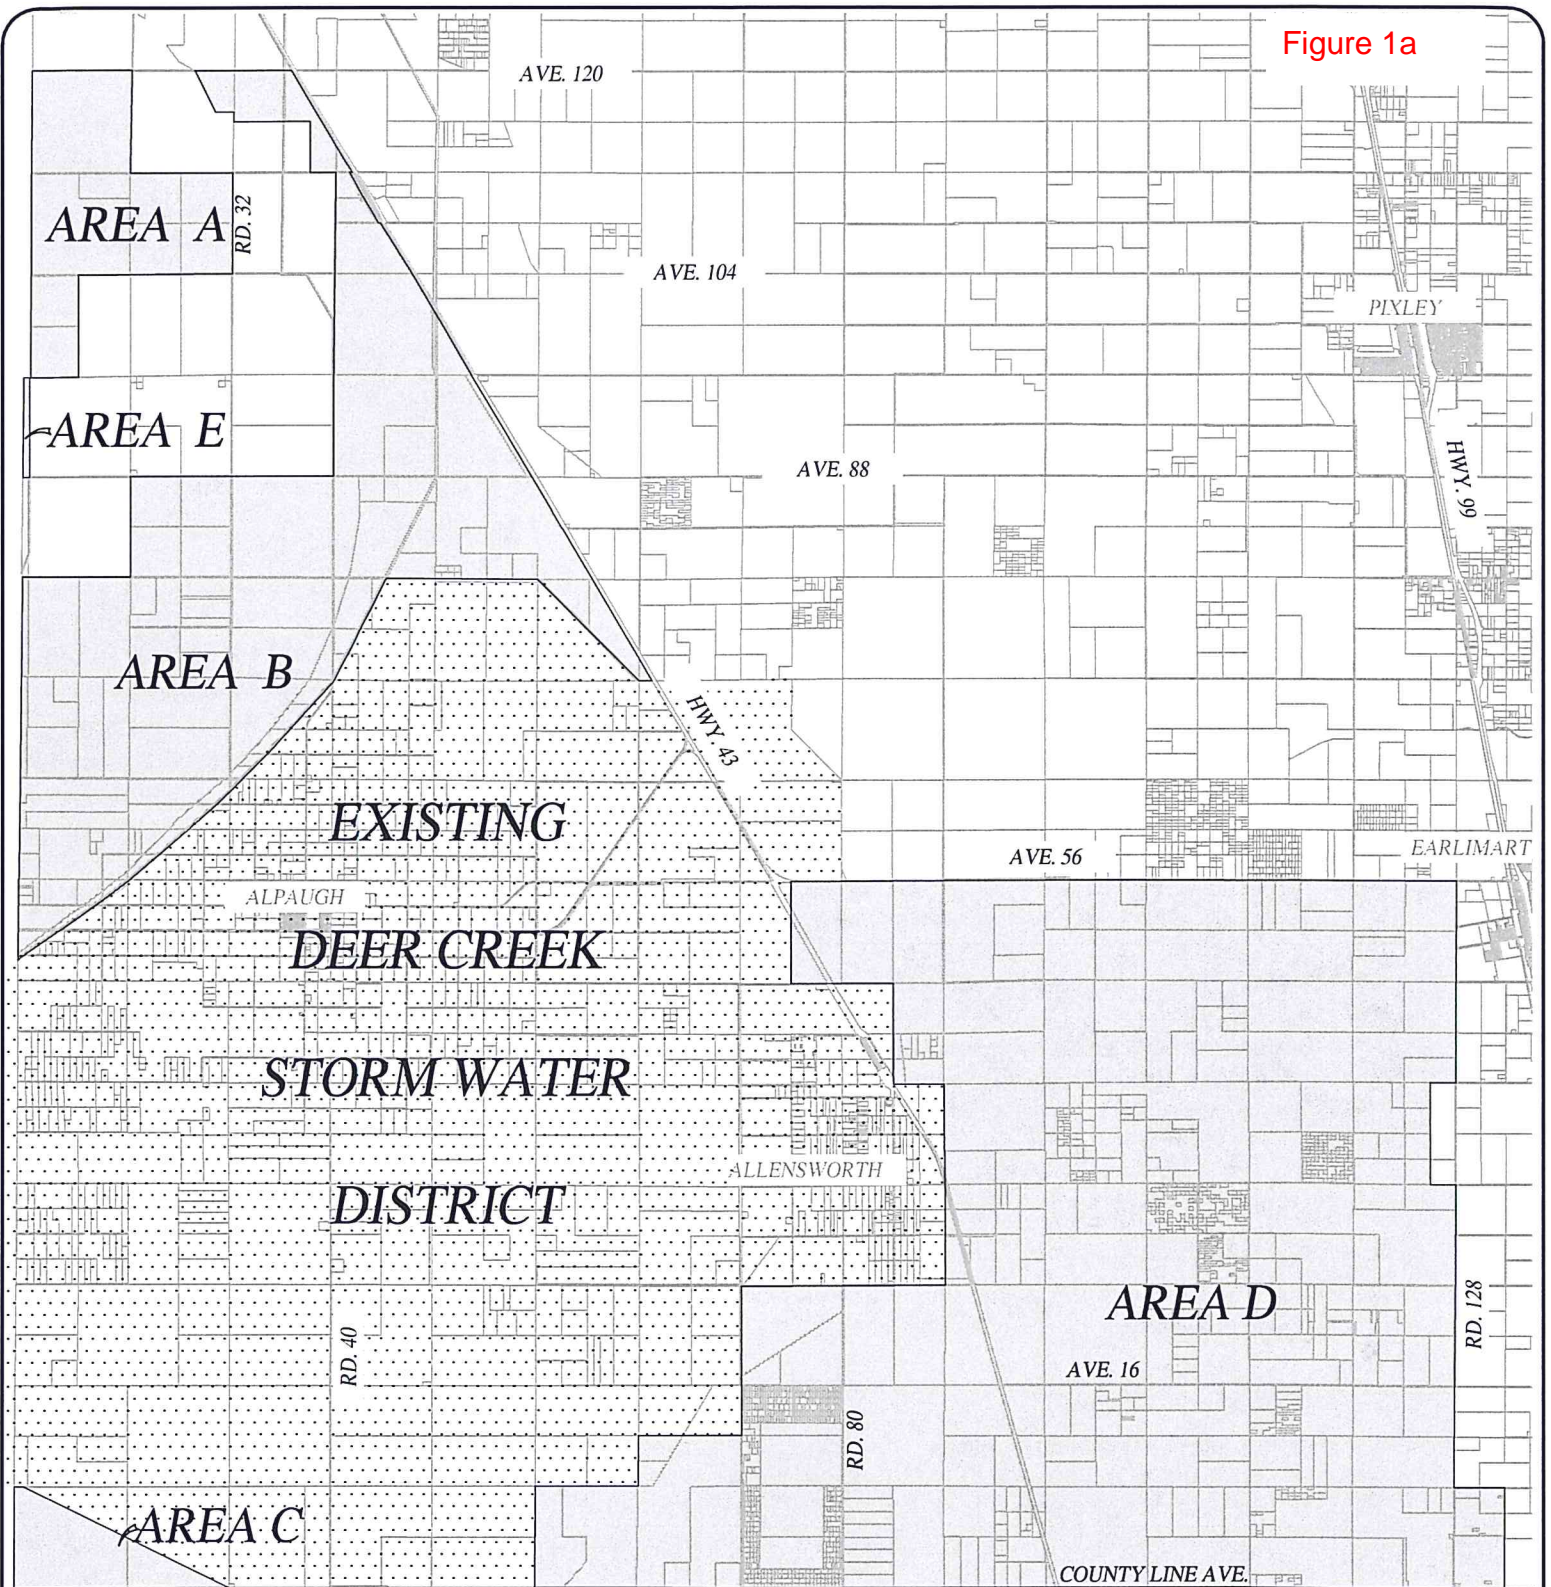 Figure 1a
AVE. 120
AREA A
RD. 32
AVE. 104
PIXLEY
AREA E
AVE. 88
HWY. 99
AREA B
HWY. 43
EXISTING
AVE. 56
EARLIMART
ALPAUGH
DEER CREEK
STORM WATER
ALLENSWORTH
DISTRICT
AREA D
RD. 128
RD. 40
AVE. 16
RD. 80
AREA C
COUNTY LINE AVE.